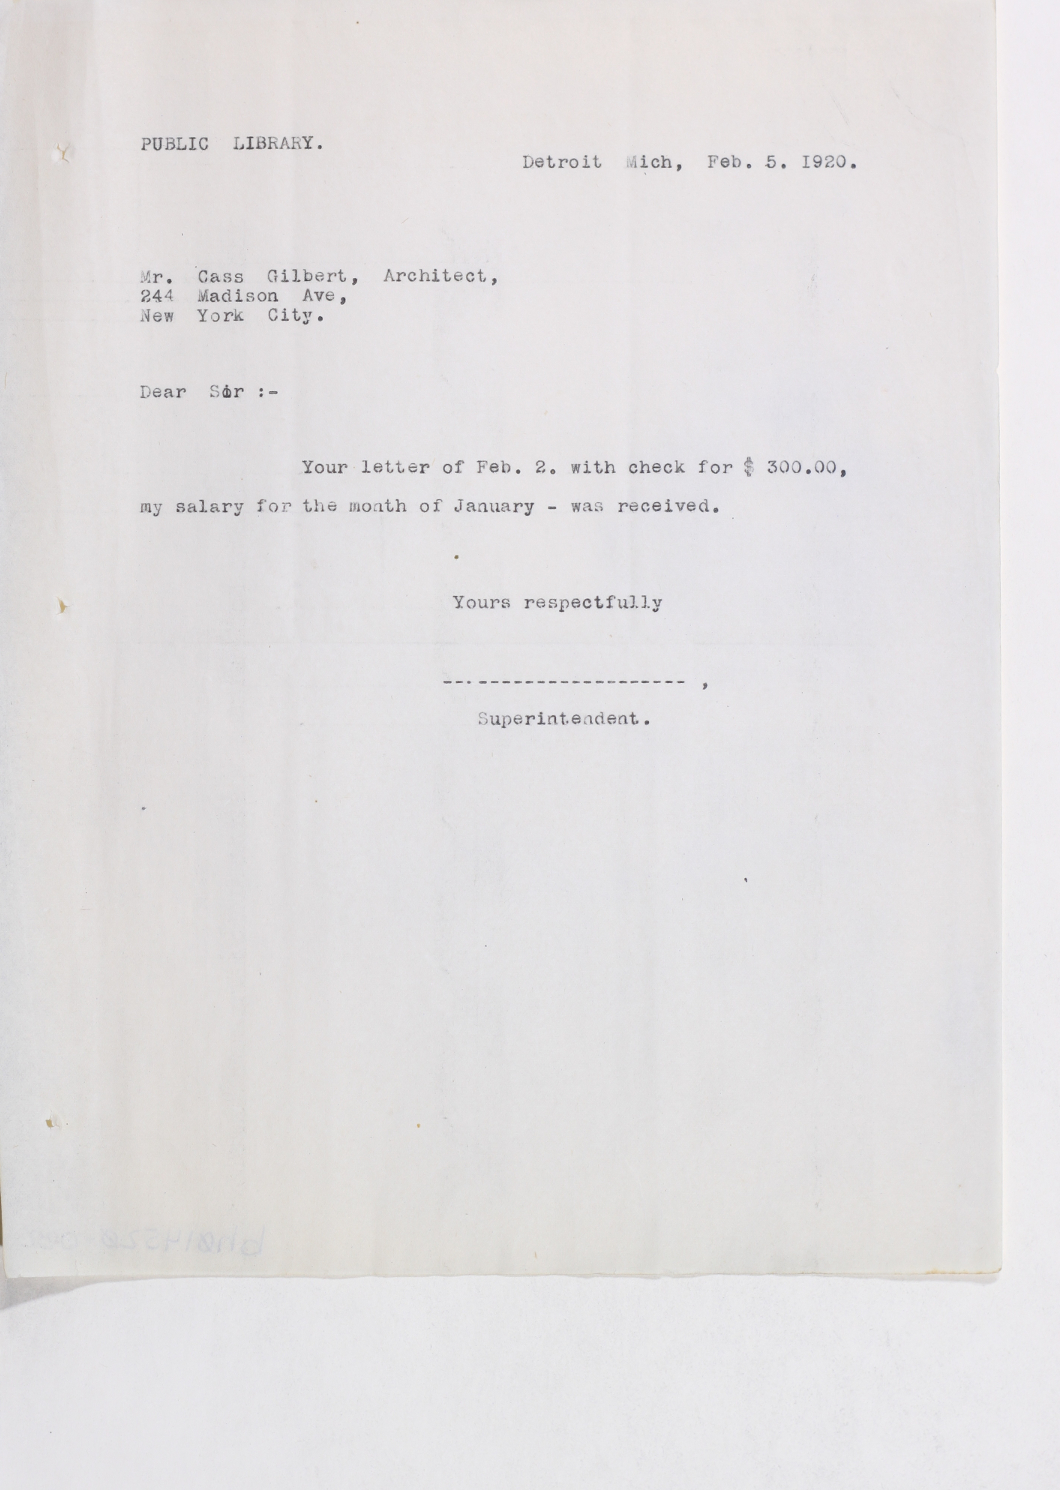 PUBLIC LIBRARY.
Detroit Mich, Feb. 5. 1920.
Mr. Cass Gilbert, Architect,
244 Madison Ave,
New York City.
Dear Sir :-
Your letter of Feb. 2. with check for $ 300.00,
my salary for the month of January - was received.
Yours respectfully
--------------------- ,
Superintendent.